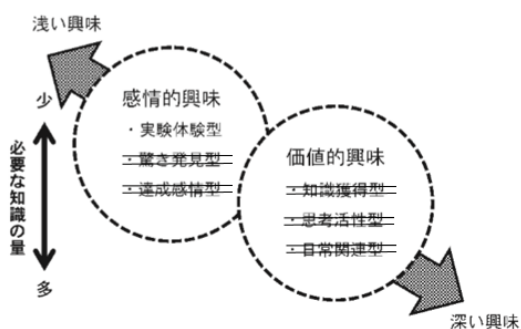 浅い興味
少
必要な知識の量
多
感情的興味
・実験体験型
・驚き発見型
・達成感情型
価値的興味
・知識獲得型
・思考活性型
・日常関連型
深い興味